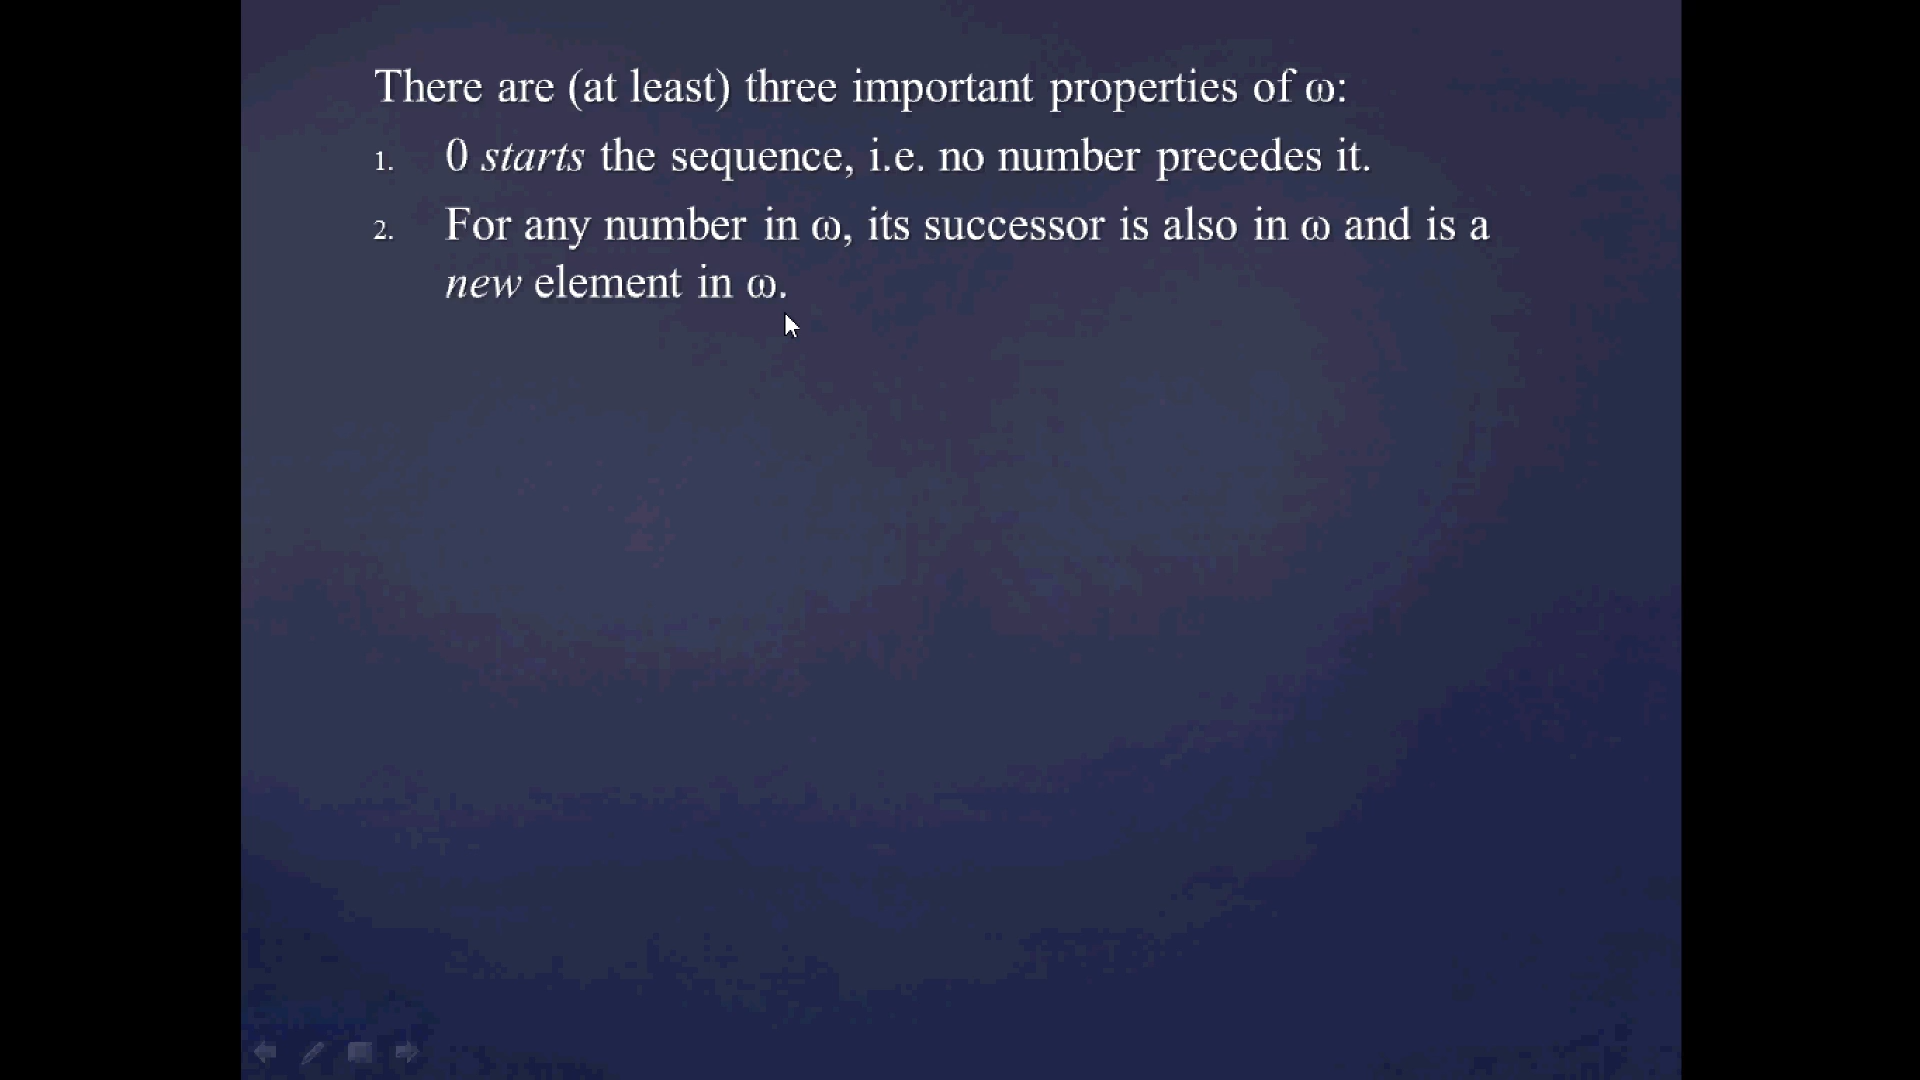 There are (at least) three important properties of ω:
1. 0 starts the sequence, i.e. no number precedes it.
2. For any number in ω, its successor is also in ω and is a
new element in ω.